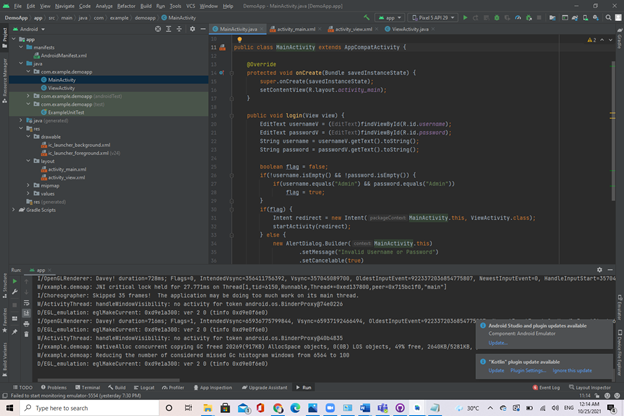 File Edit View Navigate Code Analyze Refactor Build Run Tools VCS Window Help DemoApp - MainActivity.java
DemoApp app src main java com example demoapp MainActivity
app Pixel 5 API 29
Android
MainActivity.java activity_main.xml activity_view.xml ViewActivity.java
app
manifests
AndroidManifest.xml
java
com.example.demoapp
MainActivity
ViewActivity
com.example.demoapp (androidTest)
com.example.demoapp (test)
ExampleUnitTest
java (generated)
res
drawable
ic_launcher_background.xml
ic_launcher_foreground.xml (v24)
layout
activity_main.xml
activity_view.xml
mipmap
values
res (generated)
Gradle Scripts
public class MainActivity extends AppCompatActivity {
@Override
protected void onCreate(Bundle savedInstanceState) {
super.onCreate(savedInstanceState);
setContentView(R.layout.activity_main);
}
public void login(View view) {
EditText usernameV = (EditText)findViewById(R.id.username);
EditText passwordV = (EditText)findViewById(R.id.password);
String username = usernameV.getText().toString();
String password = passwordV.getText().toString();
boolean flag = false;
if(!username.isEmpty() && !password.isEmpty()) {
if(username.equals("Admin") && password.equals("Admin"))
flag = true;
}
if(flag) {
Intent redirect = new Intent( packageContext: MainActivity.this, ViewActivity.class);
startActivity(redirect);
} else {
new AlertDialog.Builder( context: MainActivity.this)
.setMessage("Invalid Username or Password")
.setCancelable(true)
Run: app
I/OpenGLRenderer: Davey! duration=728ms; Flags=0, IntendedVsync=356411756392, Vsync=357045089700, OldestInputEvent=9223372036854775807, NewestInputEvent=0, HandleInputStart=35704
W/example.demoap: JNI critical lock held for 27.771ms on Thread[1,tid=6150,Runnable,Thread*=0xed137800,peer=0x715bc1f0,"main"]
I/Choreographer: Skipped 35 frames! The application may be doing too much work on its main thread.
W/ActivityThread: handleWindowVisibility: no activity for token android.os.BinderProxy@74e0226
D/EGL_emulation: eglMakeCurrent: 0xd9e1a300: ver 2 0 (tinfo 0xd9e0f6e0)
I/OpenGLRenderer: Davey! duration=716ms; Flags=1, IntendedVsync=
D/EGL_emulation: eglMakeCurrent: 0xd9e1a300: ver 2 0 (tinfo 0xd9e0f6e0)
W/ActivityThread: handleWindowVisibility: no activity for token android.os.BinderProxy@
I/example.demoap: NativeAlloc concurrent copying GC freed AllocSpace objects, 0(0B) LOS objects, 49% free, 2640KB/5281KB,
D/EGL_emulation: eglMakeCurrent: 0xd9e1a300: ver 2 0 (tinfo 0xd9e0f6e0)
W/example.demoap: Reducing the number of considered missed Gc histogram windows from 6564 to 100
D/EGL_emulation: eglMakeCurrent: 0xd9e1a300: ver 2 0 (tinfo 0xd9e0f6e0)
Android Studio and plugin updates available
Component: Android Emulator
Update...
"Kotlin" plugin update available
Update Plugin Settings... Ignore this update
TODO Problems Terminal Build Logcat Profiler App Inspection Upgrade Assistant Run Event Log Layout Inspector
Failed to start monitoring emulator-5554 (yesterday 7:30 PM)
Type here to search
30°C
12:14 AM
10/25/2021